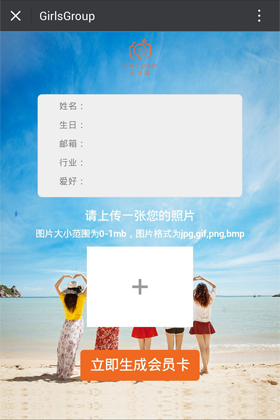 GirlsGroup
姓名：
生日：
邮箱：
行业：
爱好：
请上传一张您的照片
图片大小范围为0-1mb，图片格式为jpg,gif,png,bmp
+
立即生成会员卡